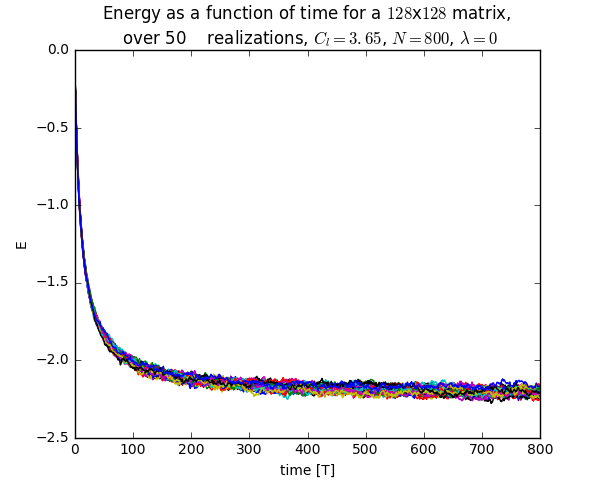 Energy as a function of time for a 128x128 matrix,
over 50    realizations, C_l = 3.65, N = 800, λ = 0
0.0
−0.5
−1.0
−1.5
−2.0
−2.5
E
0 100 200 300 400 500 600 700 800
time [T]